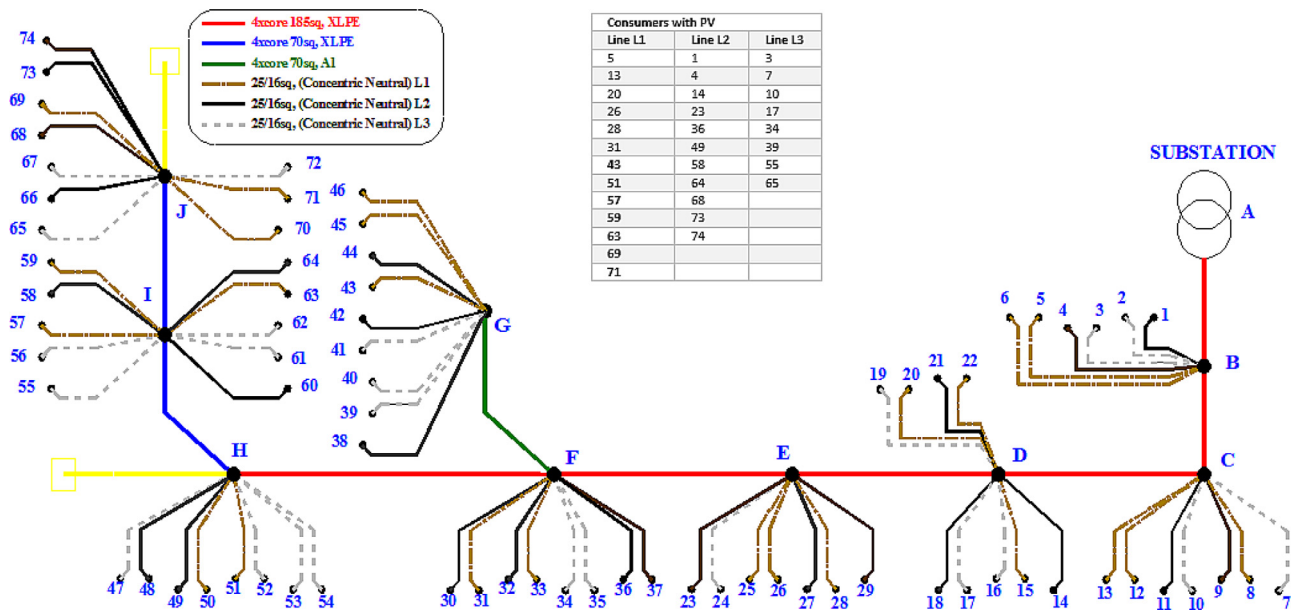 4xcore 185sq, XLPE
4xcore 70sq, XLPE
4xcore 70sq, Al
25/16sq, (Concentric Neutral) L1
25/16sq, (Concentric Neutral) L2
25/16sq, (Concentric Neutral) L3
Consumers with PV
Line L1 Line L2 Line L3
5 1 3
13 4 7
20 14 10
26 23 17
28 36 34
31 49 39
43 58 55
51 64 65
57 68
59 73
63 74
69
71
SUBSTATION
A
74
73
69
68
67
66
65
72
71
70
J
59
58
57
56
55
64
63
62
61
60
I
46
45
44
43
42
41
40
39
38
G
6 5 4 3 2 1
B
19 20 21 22
H F E D C
47 48 49 50 51 52 53 54
30 31 32 33 34 35 36 37
23 24 25 26 27 28 29
18 17 16 15 14
13 12 11 10 9 8 7